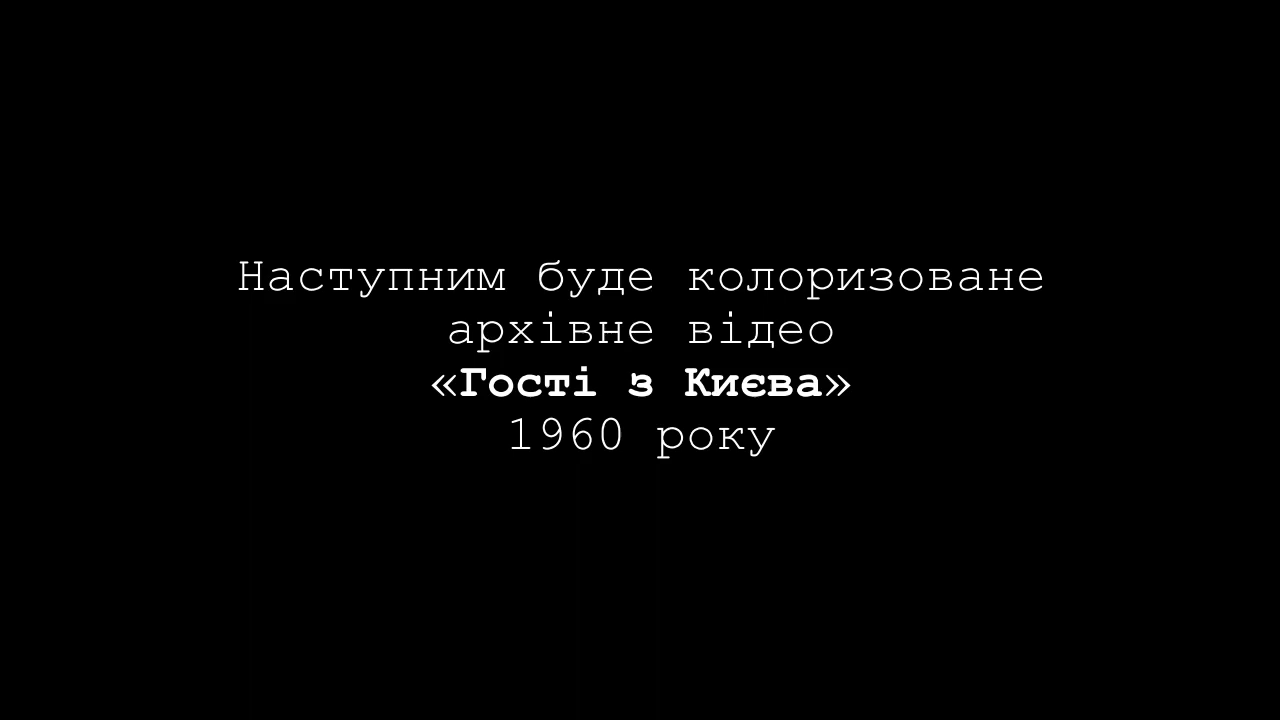 Наступним буде колоризоване
архівне відео
«Гості з Києва»
1960 року